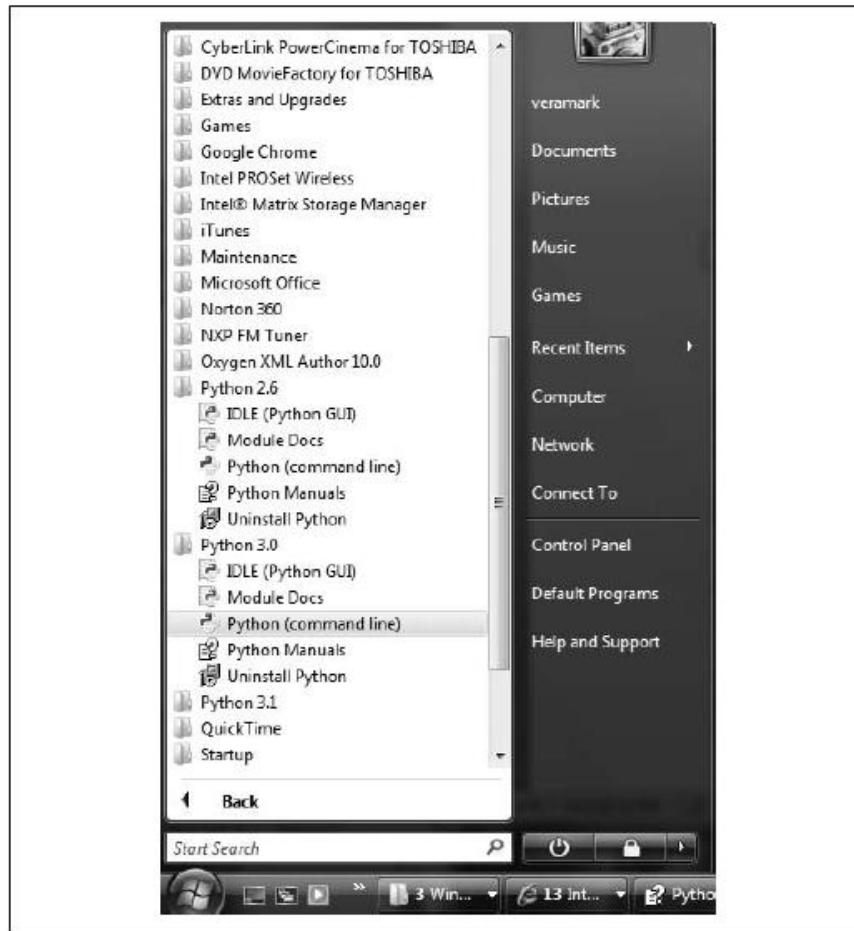 CyberLink PowerCinema for TOSHIBA
DVD MovieFactory for TOSHIBA
Extras and Upgrades
Games
Google Chrome
Intel PROSet Wireless
Intel® Matrix Storage Manager
iTunes
Maintenance
Microsoft Office
Norton 360
NXP FM Tuner
Oxygen XML Author 10.0
Python 2.6
IDLE (Python GUI)
Module Docs
Python (command line)
Python Manuals
Uninstall Python
Python 3.0
IDLE (Python GUI)
Module Docs
Python (command line)
Python Manuals
Uninstall Python
Python 3.1
QuickTime
Startup
Back
Start Search
veramark
Documents
Pictures
Music
Games
Recent Items
Computer
Network
Connect To
Control Panel
Default Programs
Help and Support
3 Win...
13 Int...
Pytho